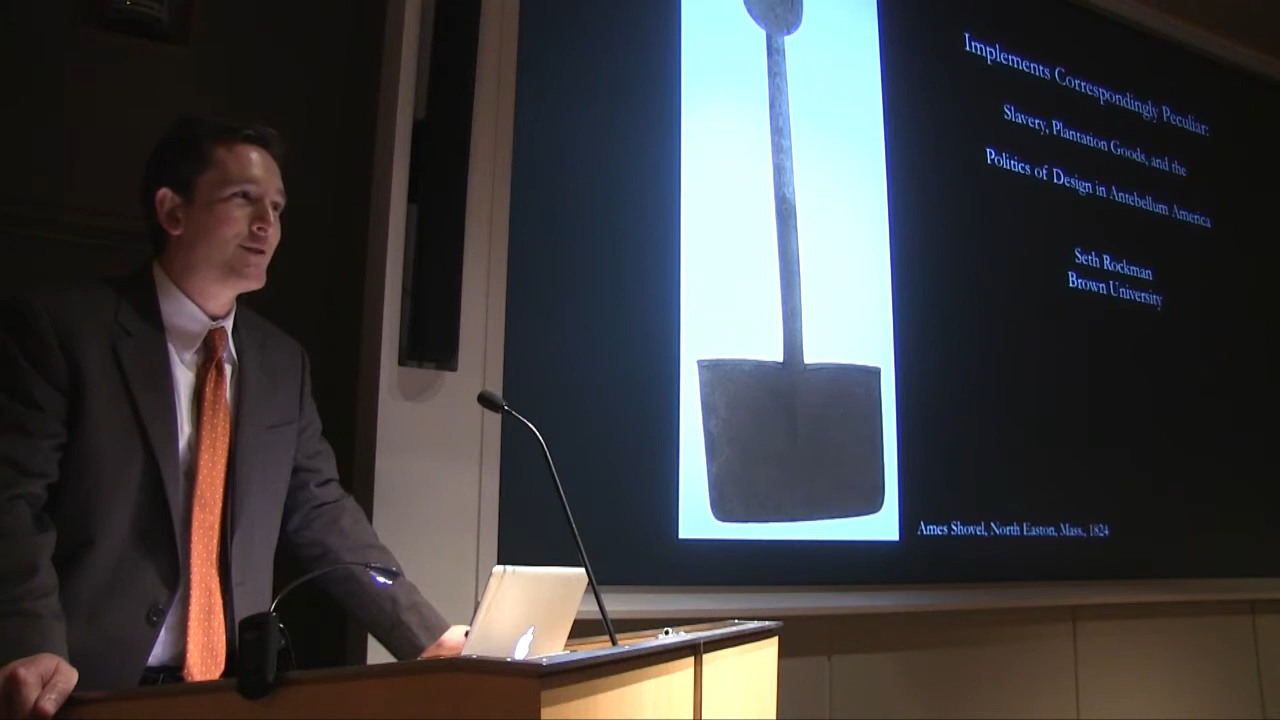 Implements Correspondingly Peculiar:
Slavery, Plantation Goods, and the
Politics of Design in Antebellum America
Seth Rockman
Brown University
Ames Shovel, North Easton, Mass., 1824